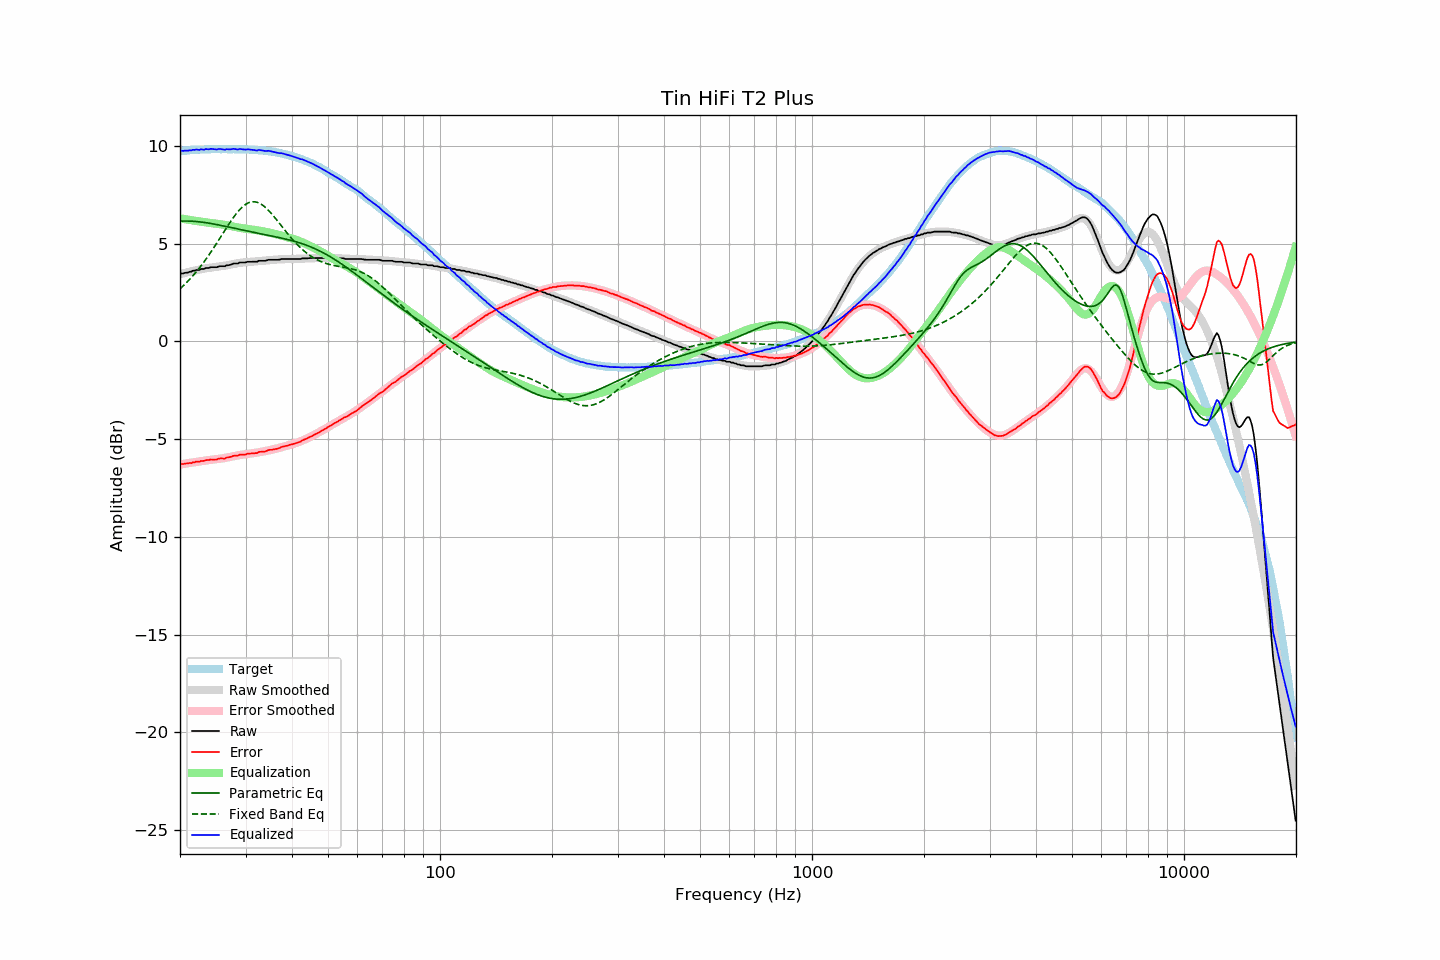 Tin HiFi T2 Plus
10
5
0
−5
−10
−15
−20
−25
Amplitude (dBr)
Target
Raw Smoothed
Error Smoothed
Raw
Error
Equalization
Parametric Eq
Fixed Band Eq
Equalized
100
1000
10000
Frequency (Hz)